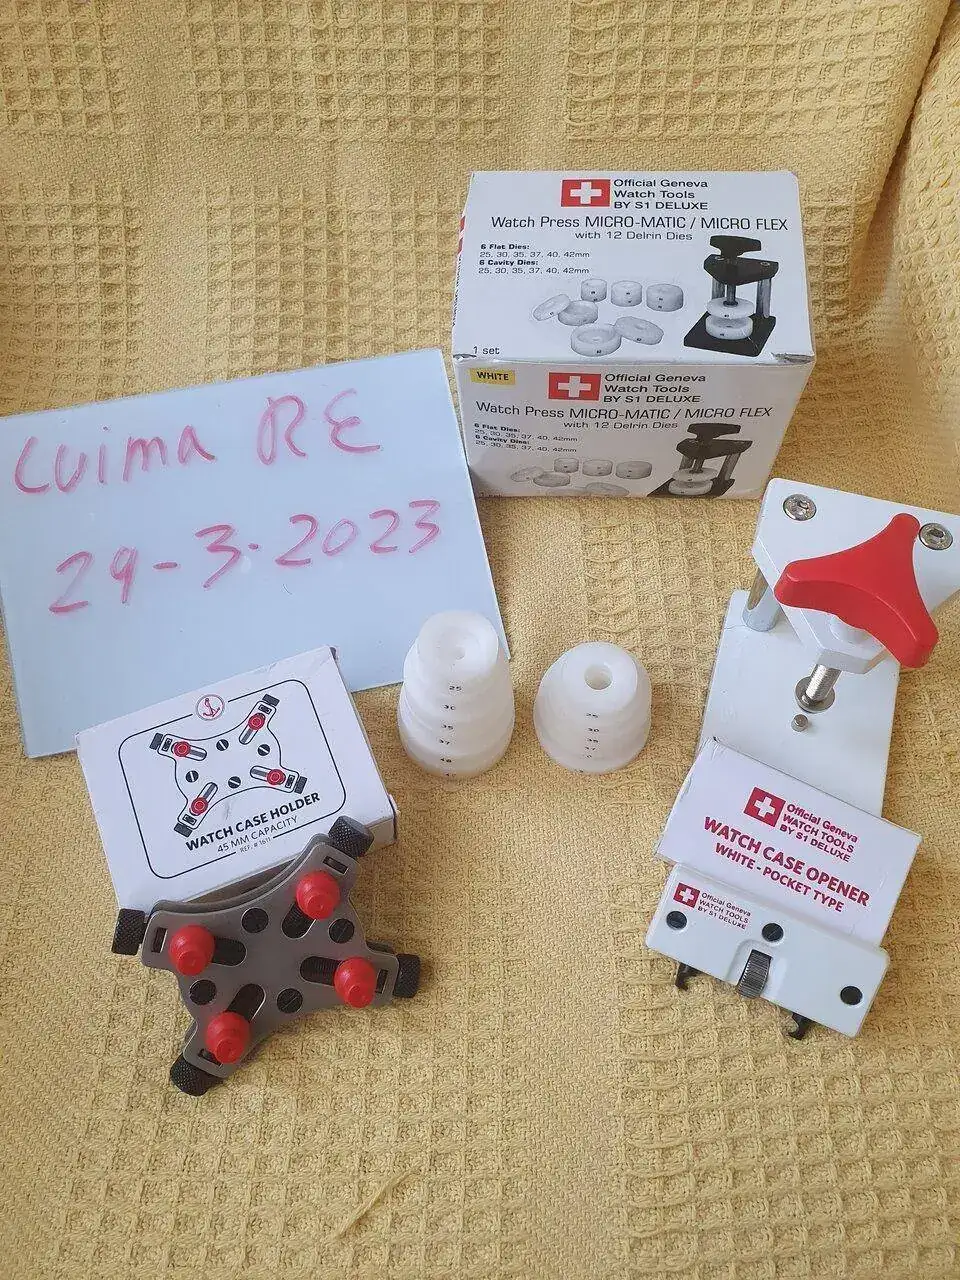 Official Geneva
Watch Tools
BY S1 DELUXE
Watch Press MICRO-MATIC / MICRO FLEX
with 12 Delrin Dies
6 Flat Dies:
25, 30, 35, 37, 40, 42mm
6 Cavity Dies:
25, 30, 35, 37, 40, 42mm
1 set
WHITE
Official Geneva
Watch Tools
BY S1 DELUXE
Watch Press MICRO-MATIC / MICRO FLEX
with 12 Delrin Dies
6 Flat Dies:
25, 30, 35, 37, 40, 42mm
6 Cavity Dies:
25, 30, 35, 37, 40, 42mm
Luima RE
29-3-2023
25
30
35
37
25
30
WATCH CASE HOLDER
45 MM CAPACITY
REF. # 1611
Official Geneva
WATCH TOOLS
BY S1 DELUXE
WATCH CASE OPENER
WHITE - POCKET TYPE
Official Geneva
WATCH TOOLS
BY S1 DELUXE